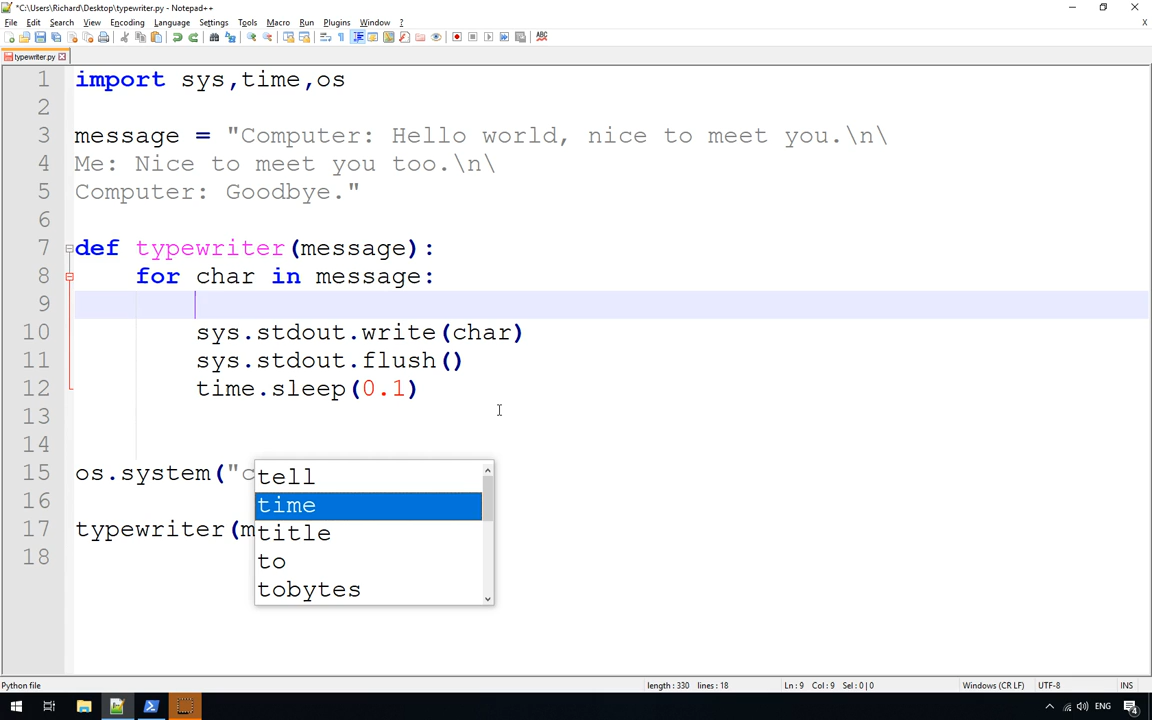 *C:\Users\Richard\Desktop\typewriter.py - Notepad++
File Edit Search View Encoding Language Settings Tools Macro Run Plugins Window ?
X
typewriter.py
1 import sys,time,os
2
3 message = "Computer: Hello world, nice to meet you.\n\
4 Me: Nice to meet you too.\n\
5 Computer: Goodbye."
6
7 def typewriter(message):
8 for char in message:
9
10 sys.stdout.write(char)
11 sys.stdout.flush()
12 time.sleep(0.1)
13
14
15 os.system("c
16
17 typewriter(m
18
tell
time
title
to
tobytes
Python file length : 330 lines : 18 Ln : 9 Col : 9 Sel : 0 | 0 Windows (CR LF) UTF-8 INS
ENG 4